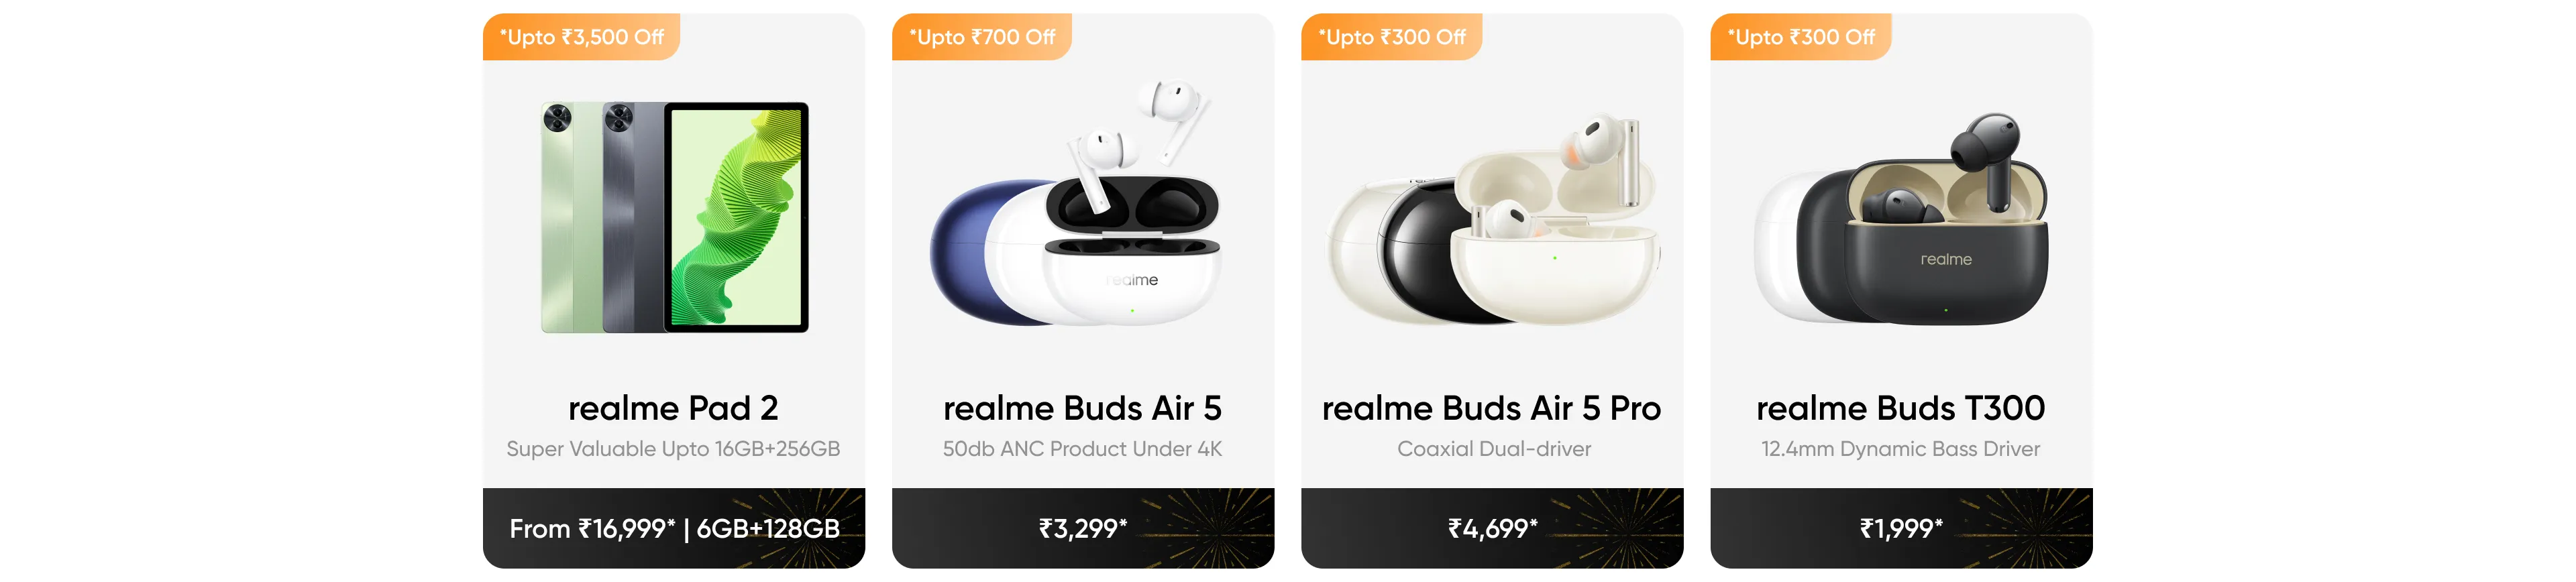 *Upto ₹3,500 Off
realme Pad 2
Super Valuable Upto 16GB+256GB
From ₹16,999* | 6GB+128GB
*Upto ₹700 Off
realme
realme Buds Air 5
50db ANC Product Under 4K
₹3,299*
*Upto ₹300 Off
realme Buds Air 5 Pro
Coaxial Dual-driver
₹4,699*
*Upto ₹300 Off
realme
realme Buds T300
12.4mm Dynamic Bass Driver
₹1,999*